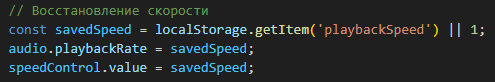 // Восстановление скорости
const savedSpeed = localStorage.getItem('playbackSpeed') || 1;
audio.playbackRate = savedSpeed;
speedControl.value = savedSpeed;